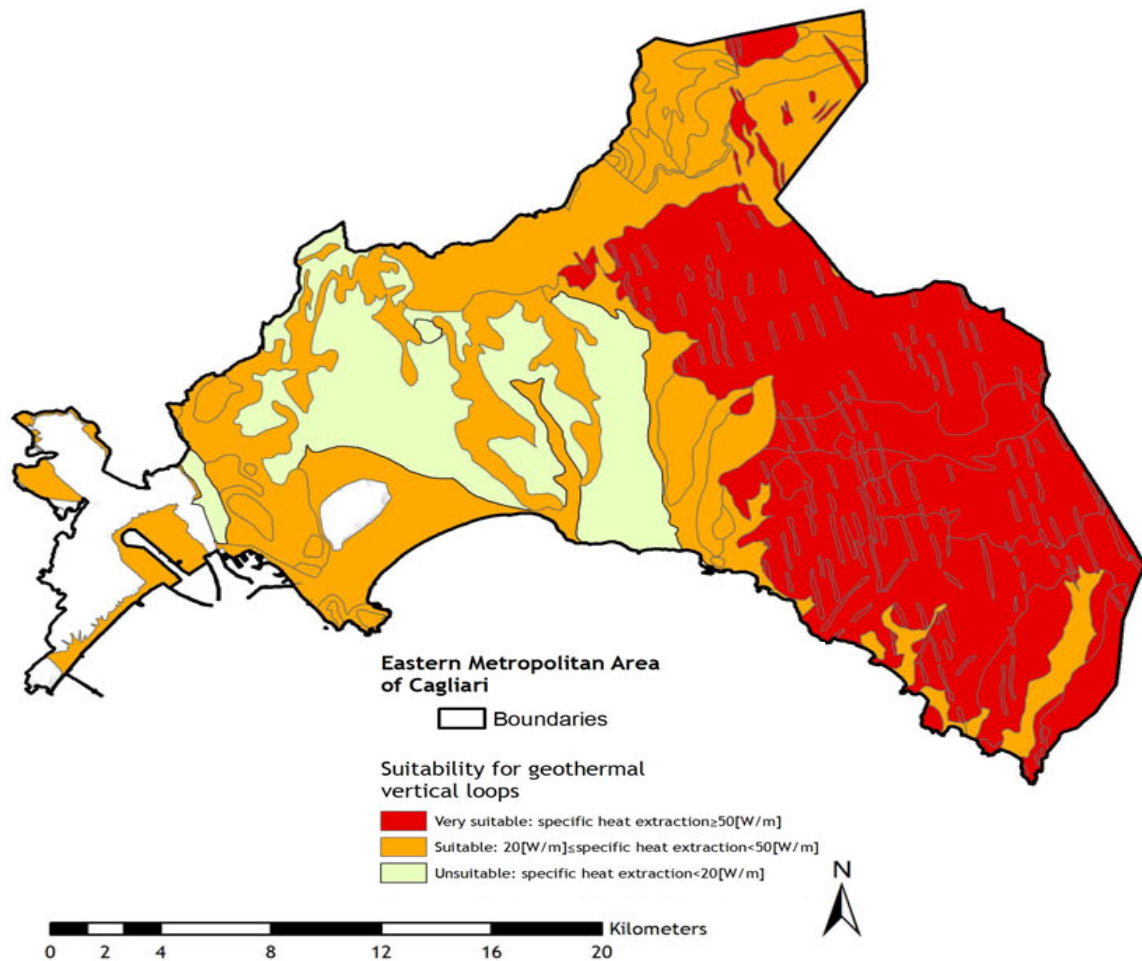 Eastern Metropolitan Area
of Cagliari
Boundaries
Suitability for geothermal
vertical loops
Very suitable: specific heat extraction≥50[W/m]
Suitable: 20[W/m]≤specific heat extraction<50[W/m]
Unsuitable: specific heat extraction<20[W/m]
N
Kilometers
0 2 4 8 12 16 20